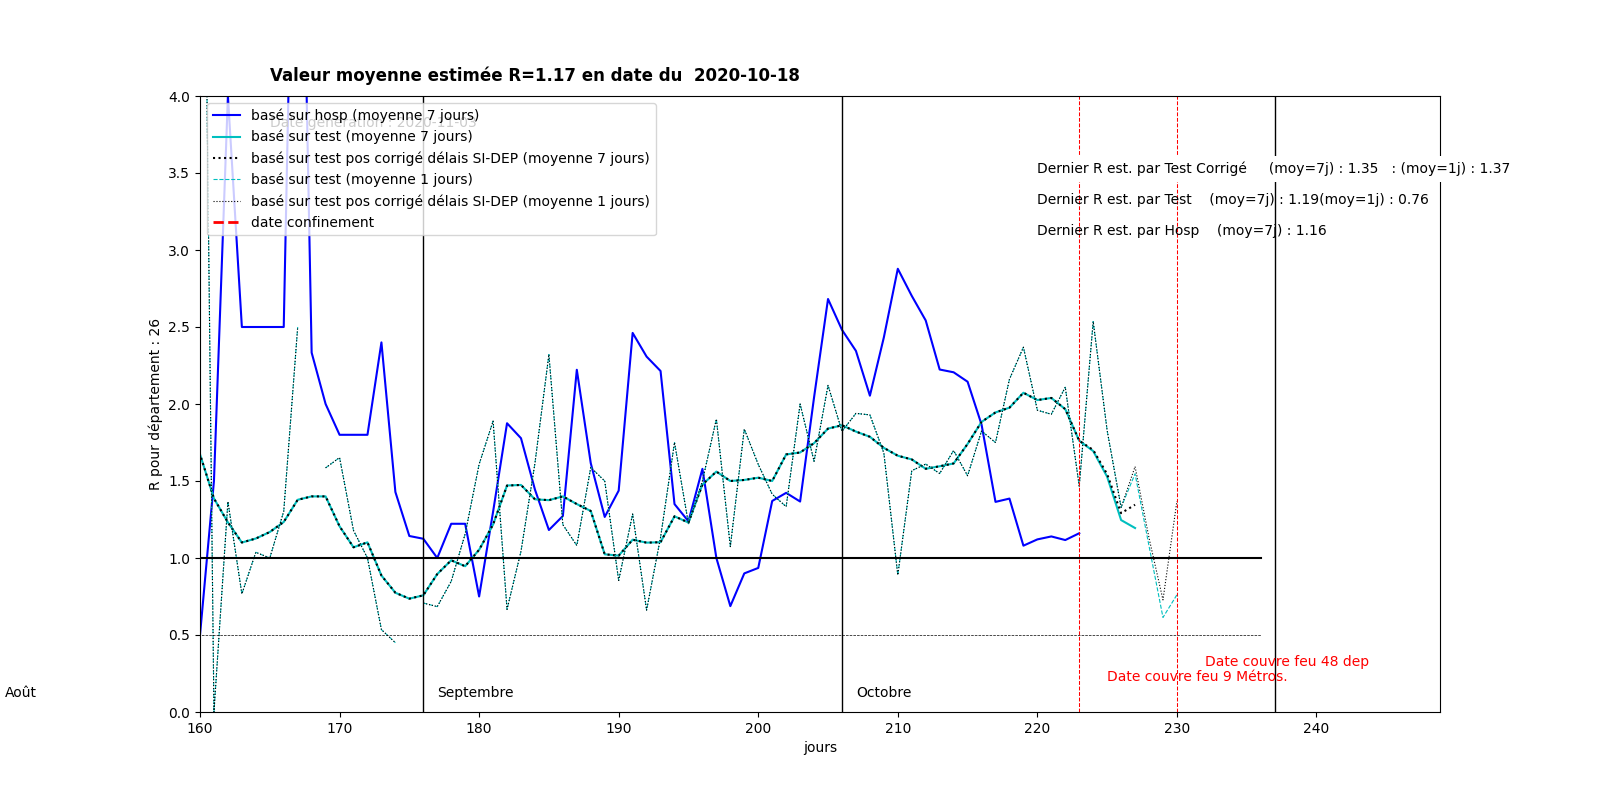 Valeur moyenne estimée R=1.17 en date du  2020-10-18
Date génération : 2020-11-03
basé sur hosp (moyenne 7 jours)
basé sur test (moyenne 7 jours)
basé sur test pos corrigé délais SI-DEP (moyenne 7 jours)
basé sur test (moyenne 1 jours)
basé sur test pos corrigé délais SI-DEP (moyenne 1 jours)
date confinement
Dernier R est. par Test Corrigé (moy=7j) : 1.35 : (moy=1j) : 1.37
Dernier R est. par Test (moy=7j) : 1.19(moy=1j) : 0.76
Dernier R est. par Hosp (moy=7j) : 1.16
R pour département : 26
4.0
3.5
3.0
2.5
2.0
1.5
1.0
0.5
0.0
Date couvre feu 48 dep
Date couvre feu 9 Métros.
Août
Septembre
Octobre
160 170 180 190 200 210 220 230 240
jours